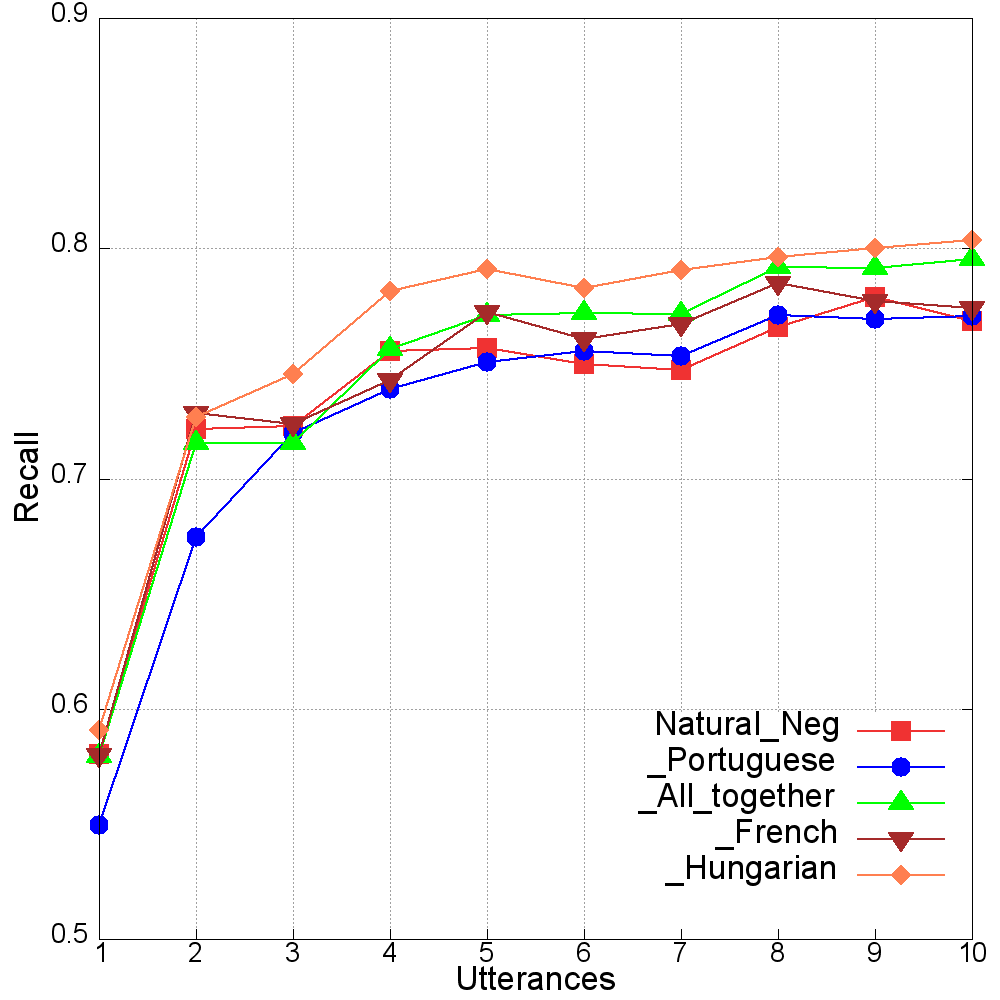 0.9
0.8
0.7
0.6
0.5
Recall
Natural_Neg
_Portuguese
_All_together
_French
_Hungarian
1 2 3 4 5 6 7 8 9 10
Utterances